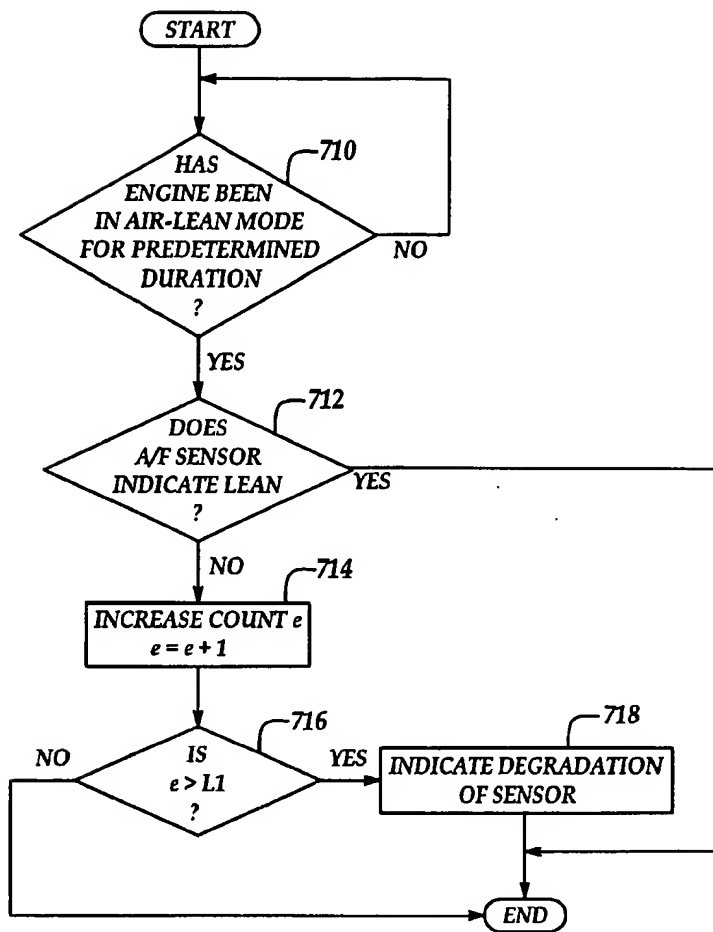 START
710
HAS
ENGINE BEEN
IN AIR-LEAN MODE
FOR PREDETERMINED
DURATION
?
NO
YES
712
DOES
A/F SENSOR
INDICATE LEAN
?
YES
NO
714
INCREASE COUNT e
e = e + 1
716
NO
IS
e > L1
?
YES
718
INDICATE DEGRADATION
OF SENSOR
END